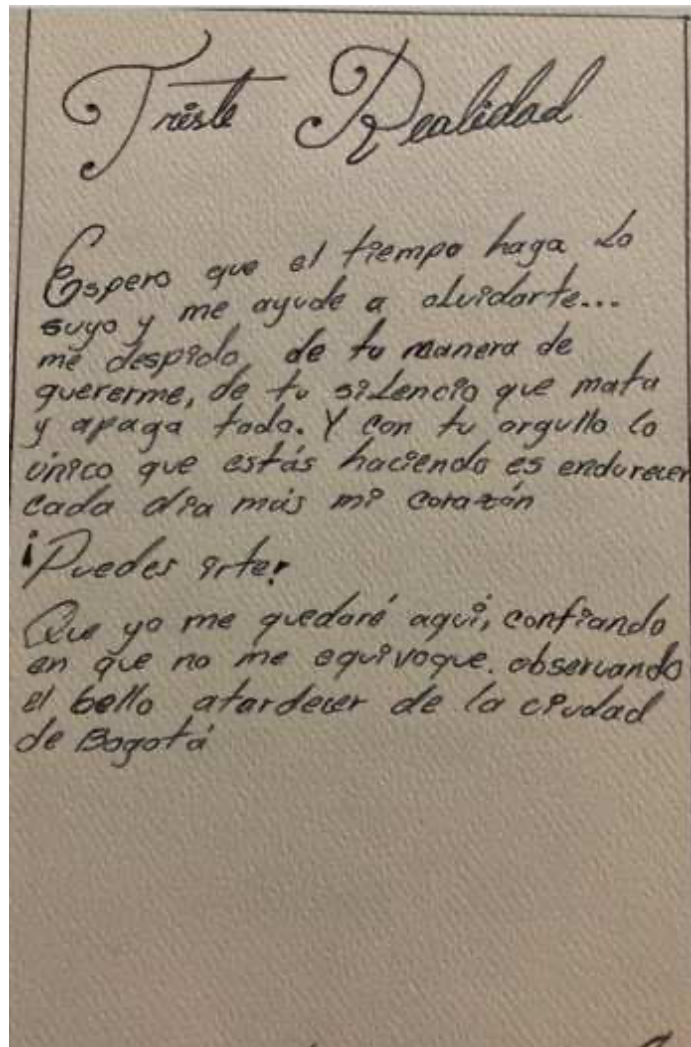 Triste Realidad
Espero que el tiempo haga lo
suyo y me ayude a olvidarte...
me despido, de tu manera de
quererme, de tu silencio que mata
y apaga todo. Y con tu orgullo lo
único que estás haciendo es endurecer
cada día más mi corazón
¡Puedes irte!
Que yo me quedaré aquí, confiando
en que no me equivoque. observando
el bello atardecer de la ciudad
de Bogotá